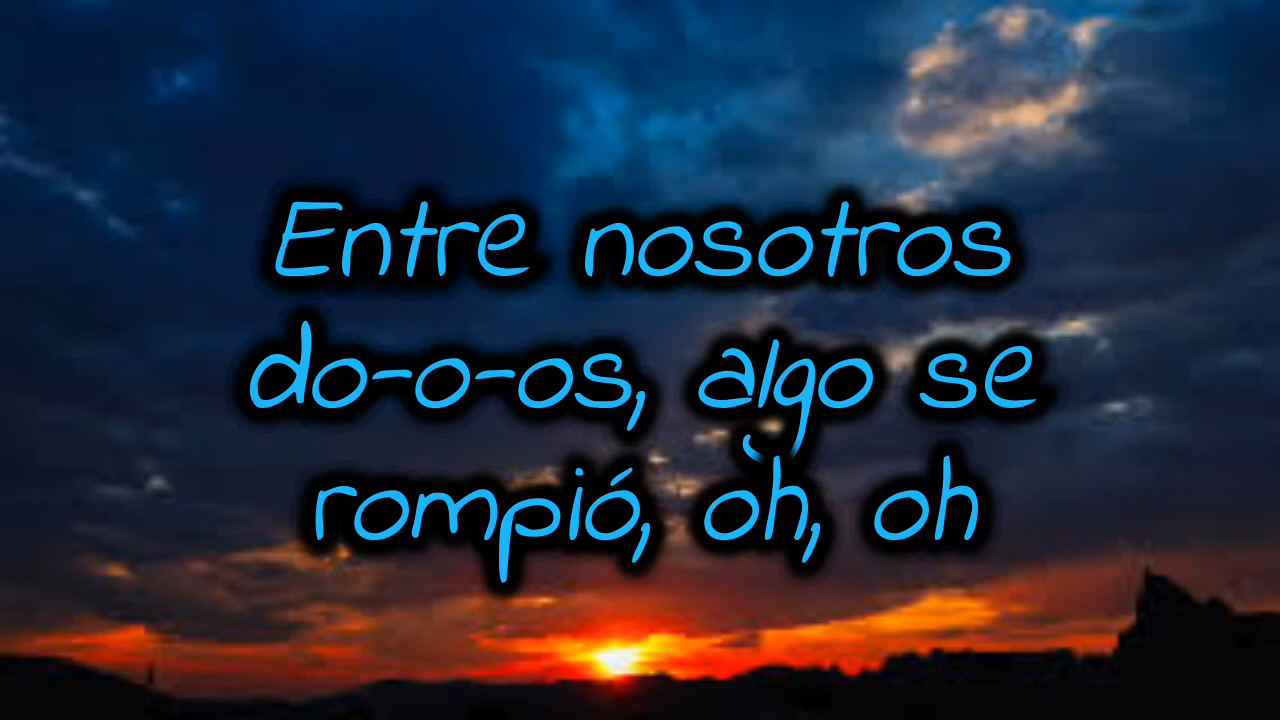 Entre nosotros
do-o-os, algo se
rompió, oh, oh